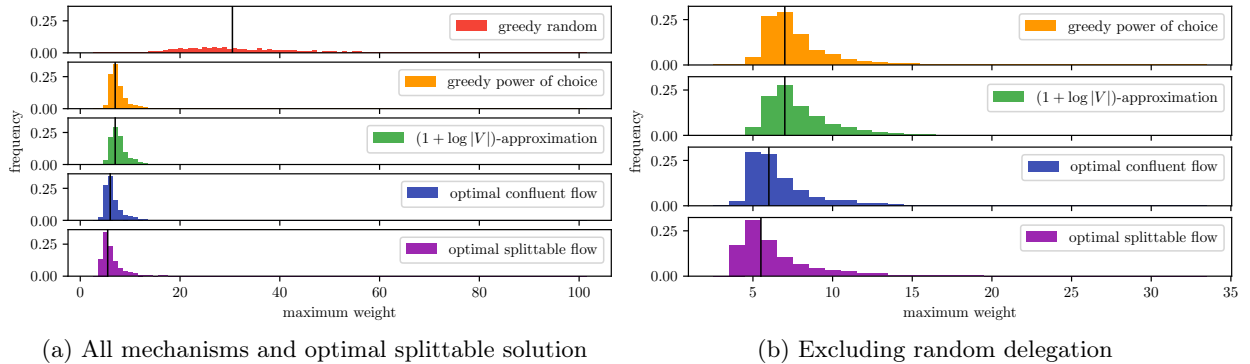 0.25
0.00
greedy random
0.25
0.00
greedy power of choice
0.25
0.00
(1 + log |V|)-approximation
0.25
0.00
optimal confluent flow
0.25
0.00
optimal splittable flow
frequency
0 20 40 60 80 100
maximum weight
(a) All mechanisms and optimal splittable solution
0.25
0.00
greedy power of choice
0.25
0.00
(1 + log |V|)-approximation
0.25
0.00
optimal confluent flow
0.25
0.00
optimal splittable flow
frequency
5 10 15 20 25 30 35
maximum weight
(b) Excluding random delegation